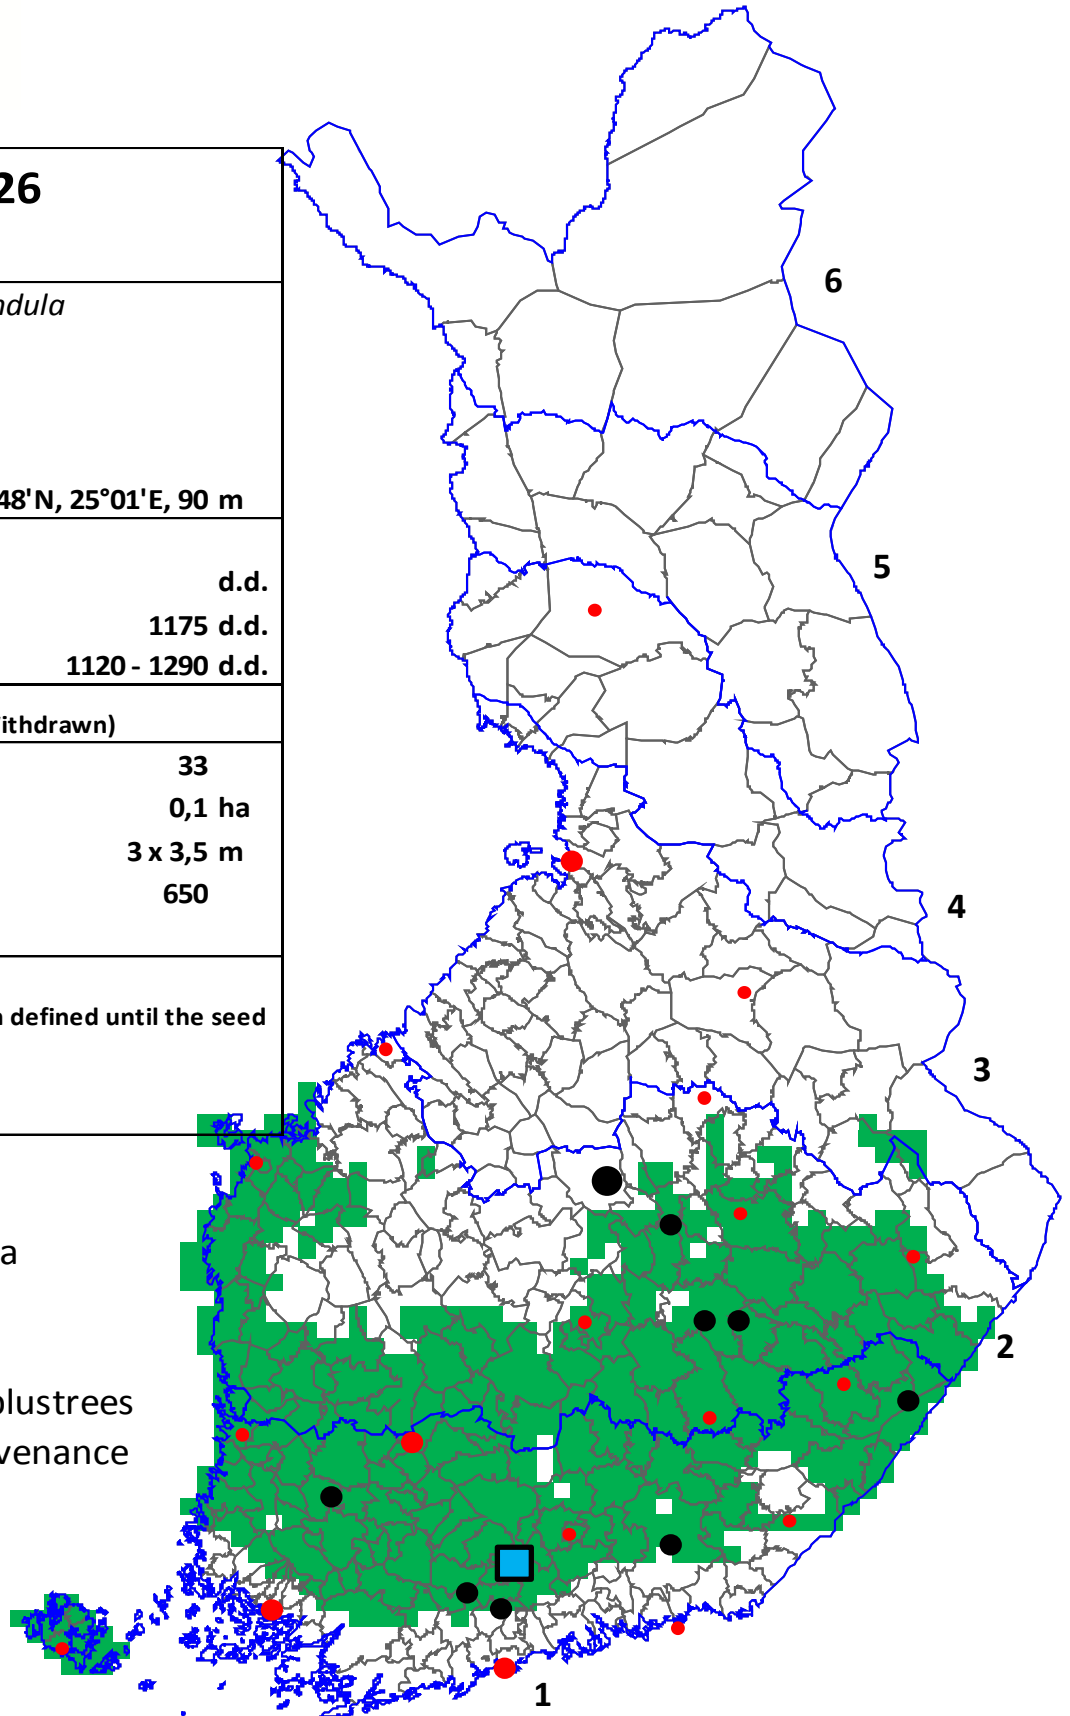 26
ndula
48'N, 25°01'E, 90 m
d.d.
1175 d.d.
1120 - 1290 d.d.
ithdrawn)
33
0,1 ha
3 x 3,5 m
650
n defined until the seed
a
plustrees
venance
6
5
4
3
2
1